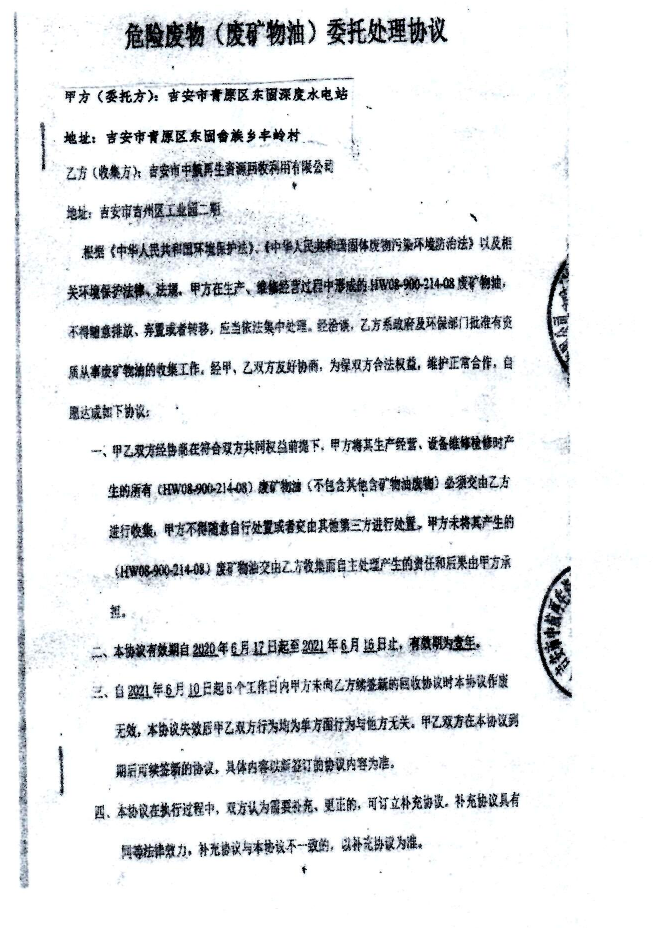 危险废物（废矿物油）委托处理协议
甲方（委托方）：吉安市青原区东固深度水电站
地址：吉安市青原区东固畲族乡丰岭村
乙方（收集方）：吉安市中航再生资源回收利用有限公司
地址：吉安市吉州区工业园二期
根据《中华人民共和国环境保护法》、《中华人民共和国固体废物污染环境防治法》以及相
关环境保护法律、法规，甲方在生产、维修经营过程中形成的HW08-900-214-08废矿物油，
不得随意排放、弃置或者转移，应当依法集中处理。经洽谈，乙方系政府及环保部门批准有资
质从事废矿物油的收集工作。经甲、乙双方友好协商，为保双方合法权益，维护正常合作，自
愿达成如下协议：
一、甲乙双方经协商在符合双方共同权益前提下，甲方将其生产经营、设备维修检修时产
生的所有（HW08-900-214-08）废矿物油（不包含其他含矿物油废物）必须交由乙方
进行收集，甲方不得随意自行处置或者交由其他第三方进行处置，甲方未将其产生的
（HW08-900-214-08）废矿物油交由乙方收集而自主处理产生的责任和后果由甲方承
担。
二、本协议有效期自2020年6月17日起至2021年6月16日止，有效期为壹年。
三、自2021年6月10日起5个工作日内甲方未向乙方续签新的回收协议时本协议作废
无效，本协议失效后甲乙双方行为均为单方面行为与他方无关。甲乙双方在本协议到
期后可续签新的协议，具体内容以新签订的协议内容为准。
四、本协议在执行过程中，双方认为需要补充、更正的，可订立补充协议。补充协议具有
同等法律效力。补充协议与本协议不一致的，以补充协议为准。